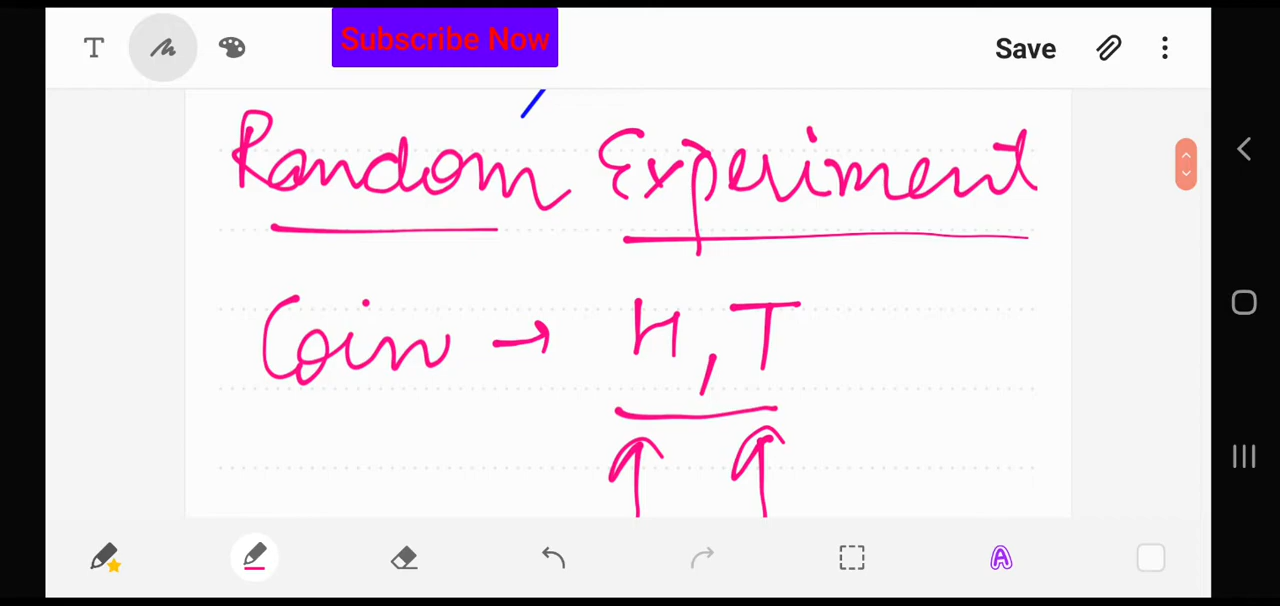 T Subscribe Now Save
Random Experiment
Coin → H, T